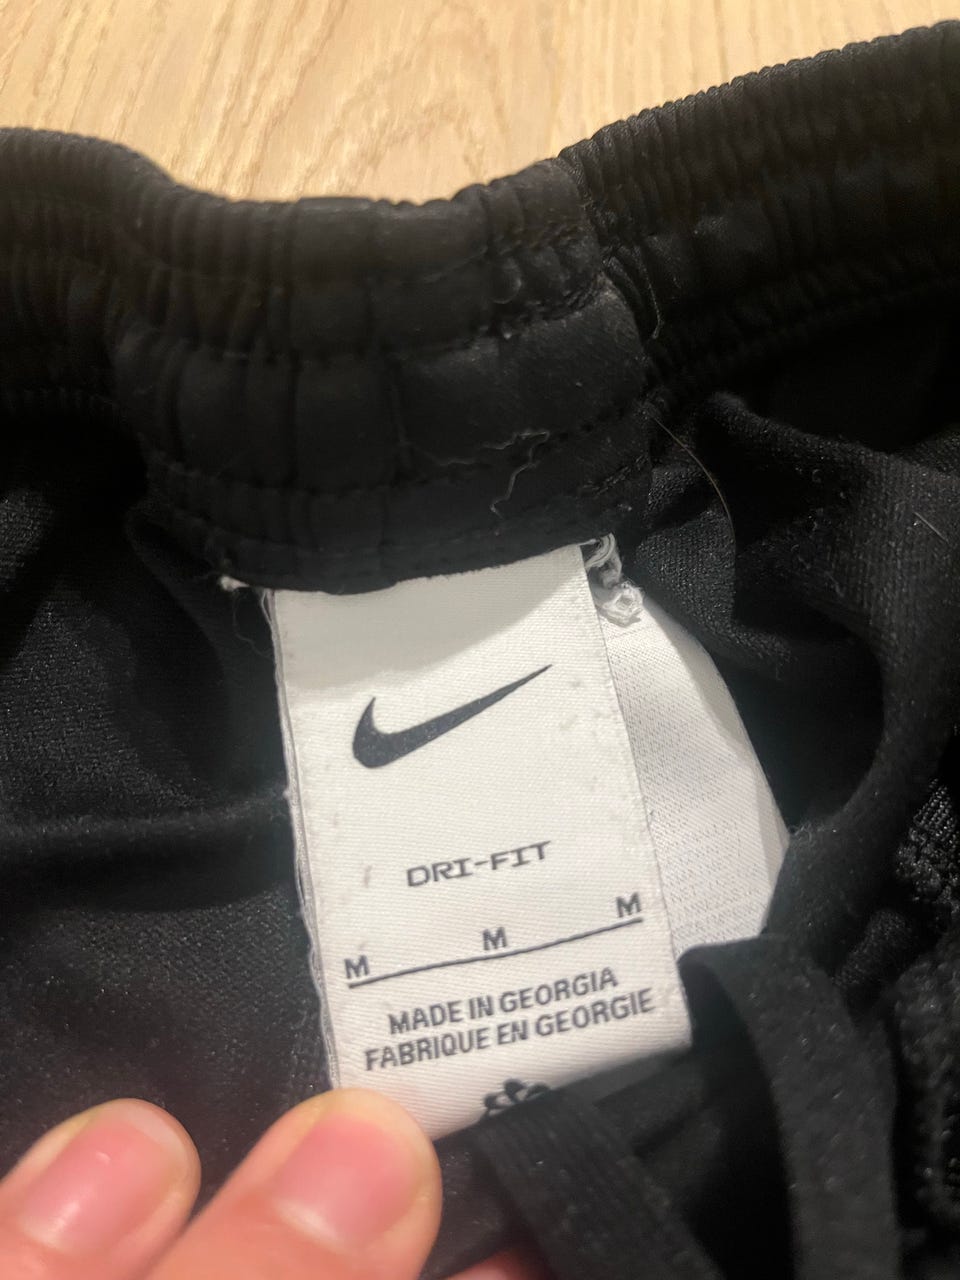 DRI-FIT
M M M
MADE IN GEORGIA
FABRIQUE EN GEORGIE